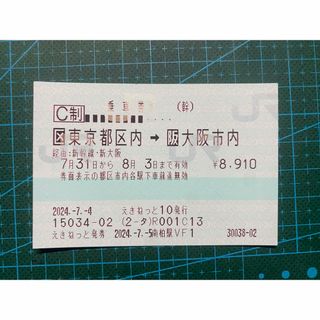 C制 乗車券 (幹)
区東京都区内 → 阪大阪市内
経由:新幹線・新大阪
7月31日から 8月 3日まで有効 ¥8,910
券面表示の都区市内各駅下車前途無効
2024.-7.-4 えきねっと10発行
15034-02 (2-タ)R001C13
えきねっと発券 2024.-7.-5南柏駅VF1 30038-02